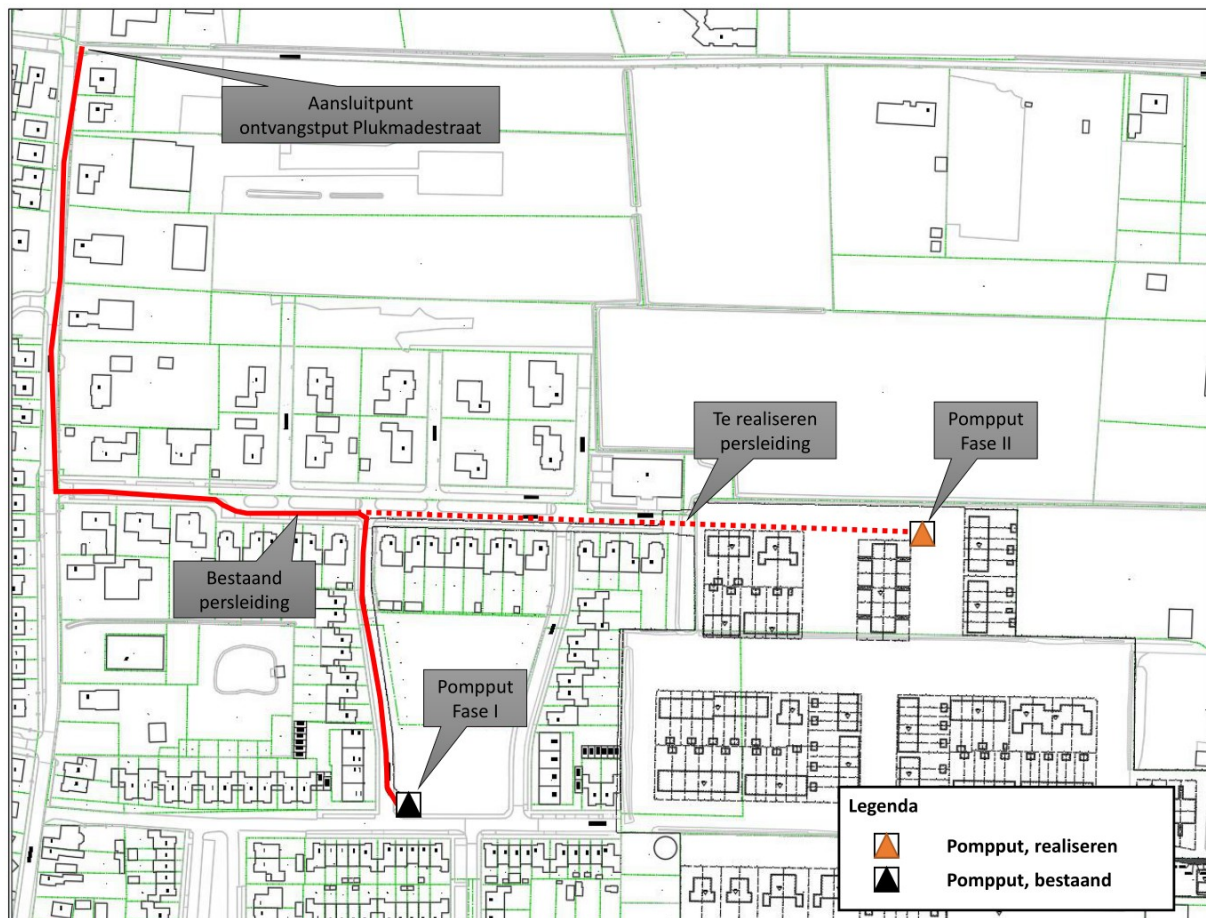 Aansluitpunt
ontvangstput Plukmadestraat
Te realiseren
persleiding
Pompput
Fase II
Bestaand
persleiding
Pompput
Fase I
Legenda
Pompput, realiseren
Pompput, bestaand